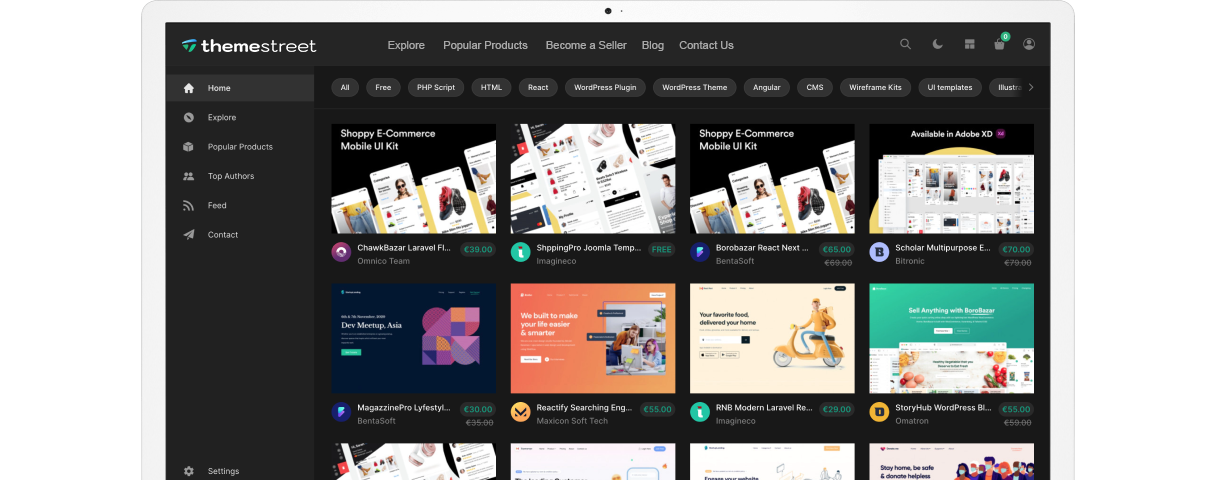 themestreet
Explore Popular Products Become a Seller Blog Contact Us
0
Home
Explore
Popular Products
Top Authors
Feed
Contact
Settings
All Free PHP Script HTML React WordPress Plugin WordPress Theme Angular CMS Wireframe Kits UI templates Illustra
Shoppy E-Commerce
Mobile UI Kit
Shoppy E-Commerce
Mobile UI Kit
Available in Adobe XD
ChawkBazar Laravel Fl... €39.00
Omnico Team
ShppingPro Joomla Temp... FREE
Imagineco
Borobazar React Next ... €65.00
BentaSoft €69.00
Scholar Multipurpose E... €70.00
Bitronic €79.00
Dev Meetup, Asia
We built to make
your life easier
& smarter
Your favorite food,
delivered your home
Sell Anything with BoroBazar
MagazzinePro Lyfestyl... €30.00
BentaSoft €35.00
Reactify Searching Eng... €55.00
Maxicon Soft Tech
RNB Modern Laravel Re... €29.00
Imagineco
StoryHub WordPress Bl... €55.00
Omatron €59.00
Stay home, be safe
& donate helpless